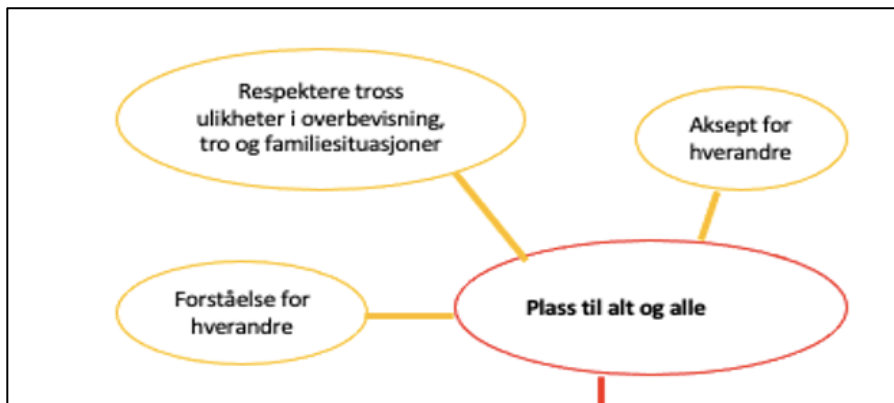 Respektere tross
ulikheter i overbevisning,
tro og familiesituasjoner
Aksept for
hverandre
Forståelse for
hverandre
Plass til alt og alle